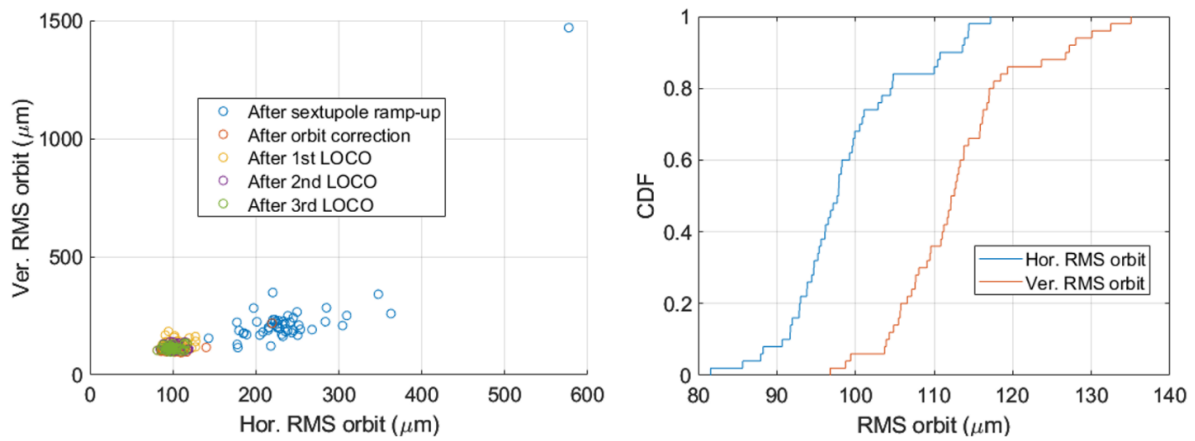 1500
1000
500
0
Ver. RMS orbit (μm)
After sextupole ramp-up
After orbit correction
After 1st LOCO
After 2nd LOCO
After 3rd LOCO
0 100 200 300 400 500 600
Hor. RMS orbit (μm)
1
0.8
0.6
0.4
0.2
0
CDF
Hor. RMS orbit
Ver. RMS orbit
80 90 100 110 120 130 140
RMS orbit (μm)